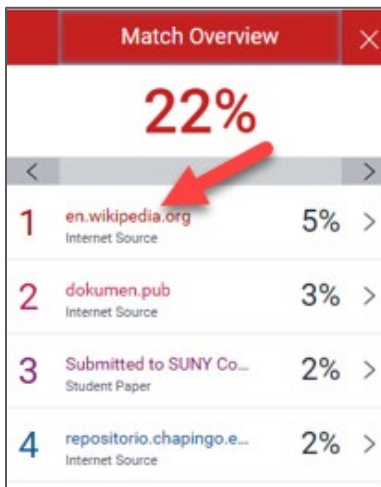 Match Overview
22%
1 en.wikipedia.org 5%
Internet Source
2 dokumen.pub 3%
Internet Source
3 Submitted to SUNY Co... 2%
Student Paper
4 repositorio.chapingo.e... 2%
Internet Source